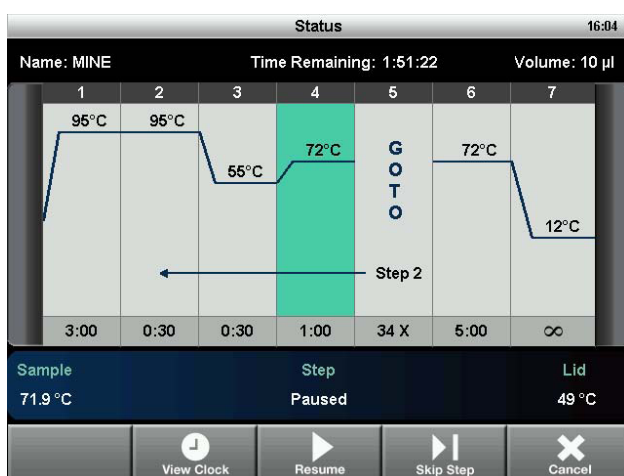 Status 16:04
Name: MINE Time Remaining: 1:51:22 Volume: 10 µl
1 2 3 4 5 6 7
95°C 95°C 55°C 72°C GOTO 72°C 12°C
Step 2
3:00 0:30 0:30 1:00 34 X 5:00 ∞
Sample Step Lid
71.9 °C Paused 49 °C
View Clock Resume Skip Step Cancel